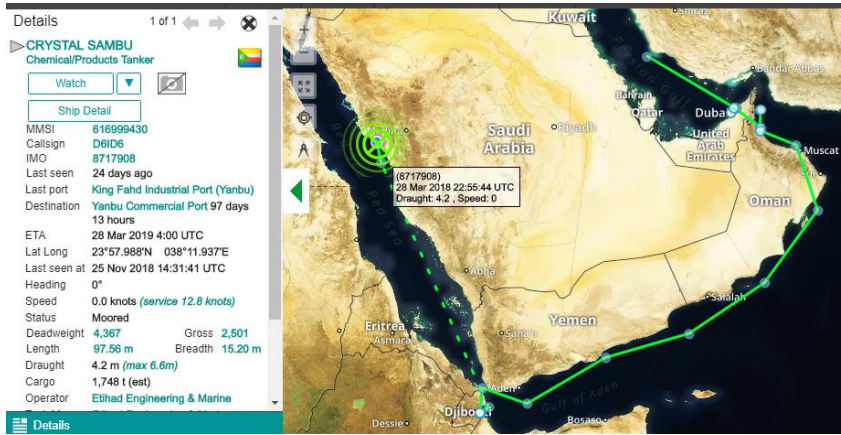 Details
1 of 1
CRYSTAL SAMBU
Chemical/Products Tanker
Watch
Ship Detail
MMSI 616999430
Callsign D6ID6
IMO 8717908
Last seen 24 days ago
Last port King Fahd Industrial Port (Yanbu)
Destination Yanbu Commercial Port 97 days
13 hours
ETA 28 Mar 2019 4:00 UTC
Lat Long 23°57.988'N 038°11.937'E
Last seen at 25 Nov 2018 14:31:41 UTC
Heading 0°
Speed 0.0 knots (service 12.8 knots)
Status Moored
Deadweight 4,367 Gross 2,501
Length 97.56 m Breadth 15.20 m
Draught 4.2 m (max 6.6m)
Cargo 1,748 t (est)
Operator Etihad Engineering & Marine
Details
Kuwait
Shiraz
Persian Gulf
Bandar-Abbas
Bahrain
Qatar
Duba
United
Arab
Emirates
Muscat
Saudi
Arabia
Riyadh
(8717908)
28 Mar 2018 22:55:44 UTC
Draught: 4.2 , Speed: 0
Oman
Red Sea
Abha
Salalah
Eritrea
Asmara
Sanaa
Yemen
Aden
Gulf of Aden
Djibo
Dessie
Bosaso